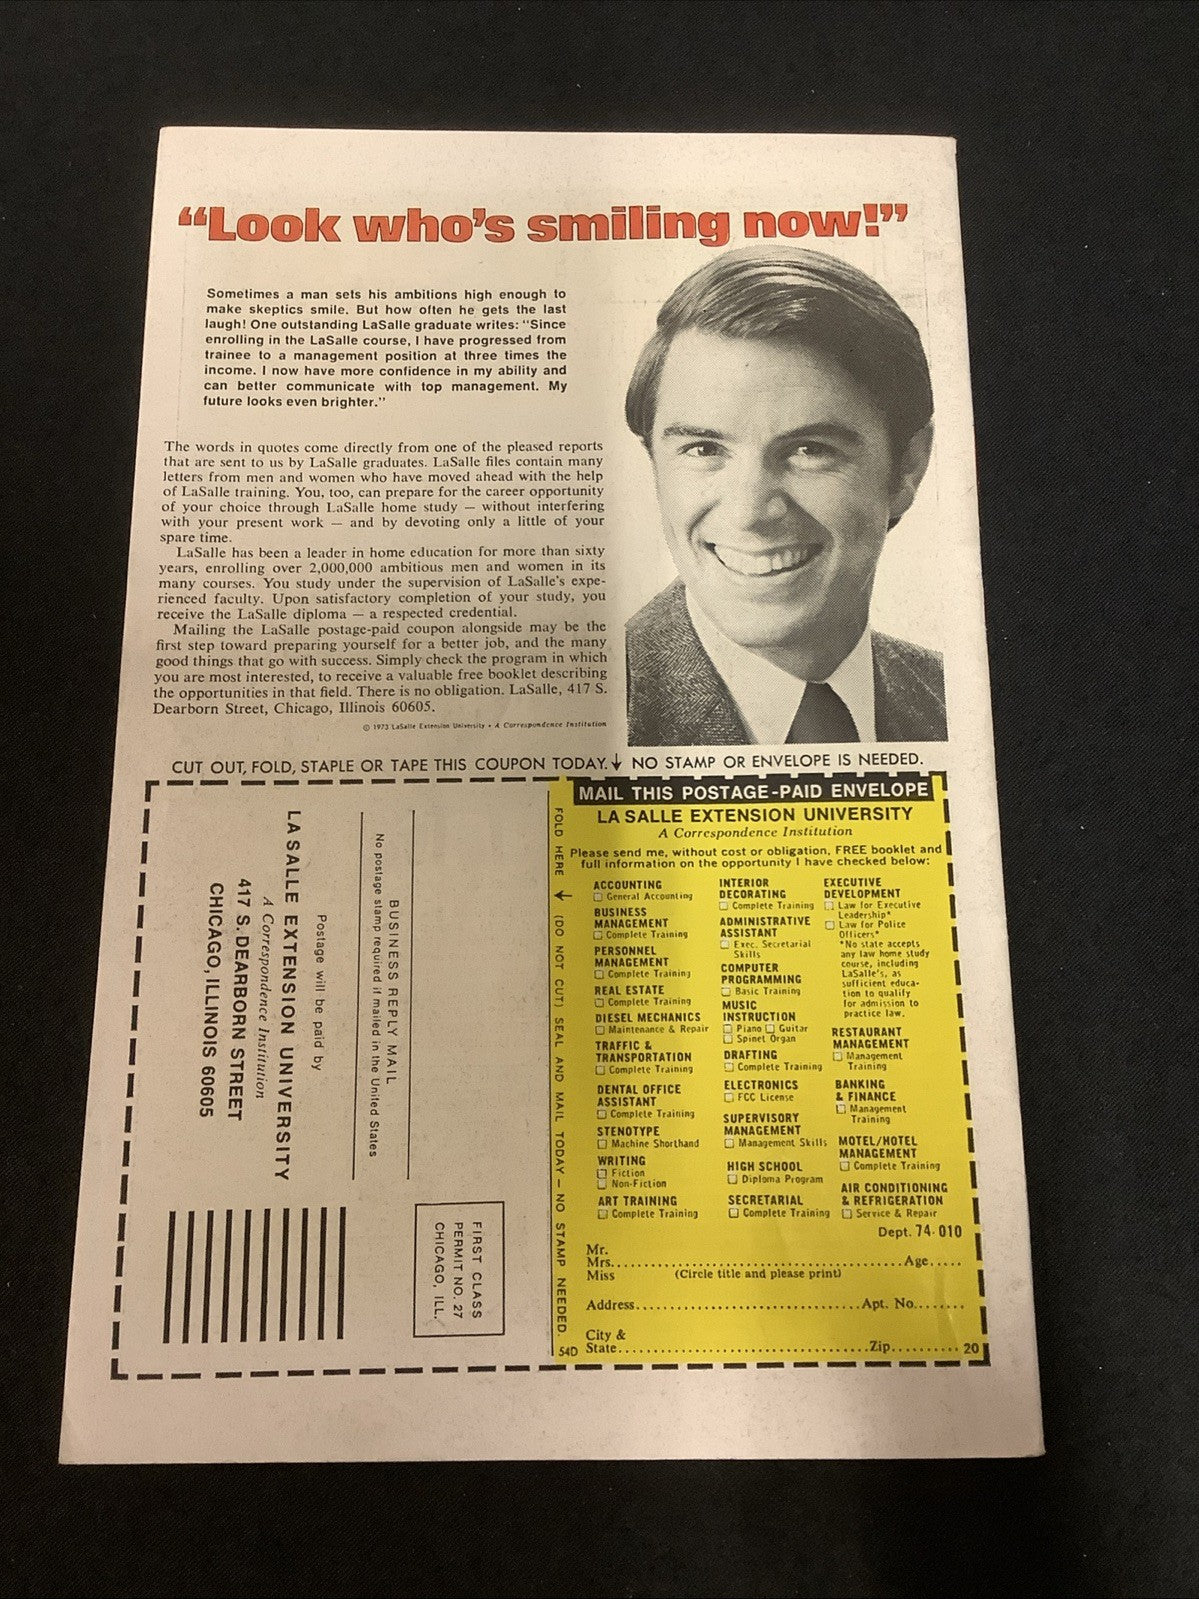 “Look who’s smiling now!”
Sometimes a man sets his ambitions high enough to
make skeptics smile. But how often he gets the last
laugh! One outstanding LaSalle graduate writes: "Since
enrolling in the LaSalle course, I have progressed from
trainee to a management position at three times the
income. I now have more confidence in my ability and
can better communicate with top management. My
future looks even brighter."
The words in quotes come directly from one of the pleased reports
that are sent to us by LaSalle graduates. LaSalle files contain many
letters from men and women who have moved ahead with the help
of LaSalle training. You, too, can prepare for the career opportunity
of your choice through LaSalle home study — without interfering
with your present work — and by devoting only a little of your
spare time.
LaSalle has been a leader in home education for more than sixty
years, enrolling over 2,000,000 ambitious men and women in its
many courses. You study under the supervision of LaSalle's expe-
rienced faculty. Upon satisfactory completion of your study, you
receive the LaSalle diploma — a respected credential.
Mailing the LaSalle postage-paid coupon alongside may be the
first step toward preparing yourself for a better job, and the many
good things that go with success. Simply check the program in which
you are most interested, to receive a valuable free booklet describing
the opportunities in that field. There is no obligation. LaSalle, 417 S.
Dearborn Street, Chicago, Illinois 60605.
© 1973 LaSalle Extension University • A Correspondence Institution
CUT OUT, FOLD, STAPLE OR TAPE THIS COUPON TODAY. ↓ NO STAMP OR ENVELOPE IS NEEDED.
BUSINESS REPLY MAIL
No postage stamp required if mailed in the United States
Postage will be paid by
LA SALLE EXTENSION UNIVERSITY
A Correspondence Institution
417 S. DEARBORN STREET
CHICAGO, ILLINOIS 60605
FIRST CLASS
PERMIT NO. 27
CHICAGO, ILL.
FOLD HERE ↓ (DO NOT CUT) SEAL AND MAIL TODAY — NO STAMP NEEDED.
54D
MAIL THIS POSTAGE-PAID ENVELOPE
LA SALLE EXTENSION UNIVERSITY
A Correspondence Institution
Please send me, without cost or obligation, FREE booklet and
full information on the opportunity I have checked below:
ACCOUNTING
☐ General Accounting
BUSINESS
MANAGEMENT
☐ Complete Training
PERSONNEL
MANAGEMENT
☐ Complete Training
REAL ESTATE
☐ Complete Training
DIESEL MECHANICS
☐ Maintenance & Repair
TRAFFIC &
TRANSPORTATION
☐ Complete Training
DENTAL OFFICE
ASSISTANT
☐ Complete Training
STENOTYPE
☐ Machine Shorthand
WRITING
☐ Fiction
☐ Non-Fiction
ART TRAINING
☐ Complete Training
INTERIOR
DECORATING
☐ Complete Training
ADMINISTRATIVE
ASSISTANT
☐ Exec. Secretarial
Skills
COMPUTER
PROGRAMMING
☐ Basic Training
MUSIC
INSTRUCTION
☐ Piano ☐ Guitar
☐ Spinet Organ
DRAFTING
☐ Complete Training
ELECTRONICS
☐ FCC License
SUPERVISORY
MANAGEMENT
☐ Management Skills
HIGH SCHOOL
☐ Diploma Program
SECRETARIAL
☐ Complete Training
EXECUTIVE
DEVELOPMENT
☐ Law for Executive
Leadership*
☐ Law for Police
Officers*
*No state accepts
any law home study
course, including
LaSalle's, as
sufficient educa-
tion to qualify
for admission to
practice law.
RESTAURANT
MANAGEMENT
☐ Management
Training
BANKING
& FINANCE
☐ Management
Training
MOTEL/HOTEL
MANAGEMENT
☐ Complete Training
AIR CONDITIONING
& REFRIGERATION
☐ Service & Repair
Dept. 74-010
Mr.
Mrs. Age
Miss (Circle title and please print)
Address Apt. No.
City &
State Zip 20